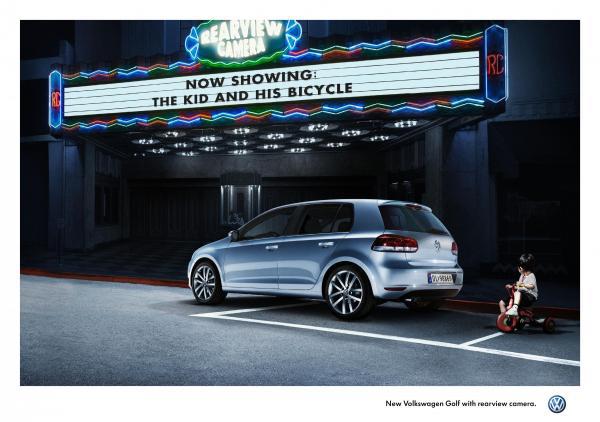 REARVIEW
CAMERA
RC
NOW SHOWING:
THE KID AND HIS BICYCLE
RC
New Volkswagen Golf with rearview camera.